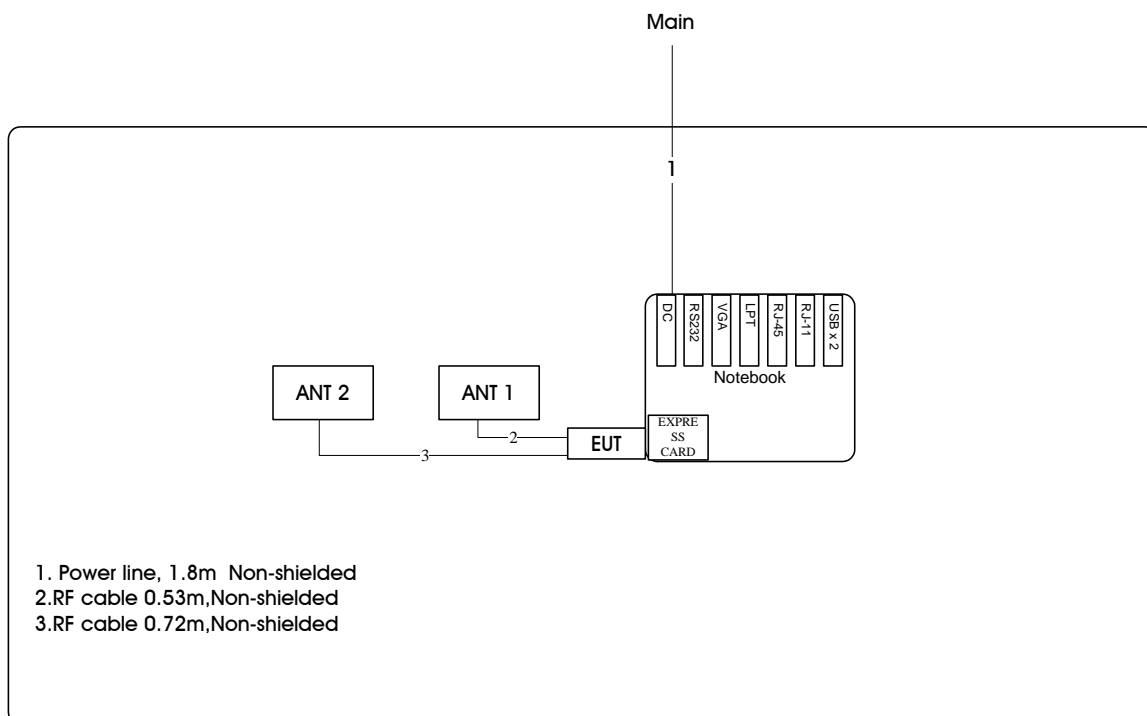 Main
1
DC
RS232
VGA
LPT
RJ-45
RJ-11
USB x 2
Notebook
ANT 2
ANT 1
EXPRE
SS
CARD
2
EUT
3
1. Power line, 1.8m  Non-shielded
2.RF cable 0.53m,Non-shielded
3.RF cable 0.72m,Non-shielded